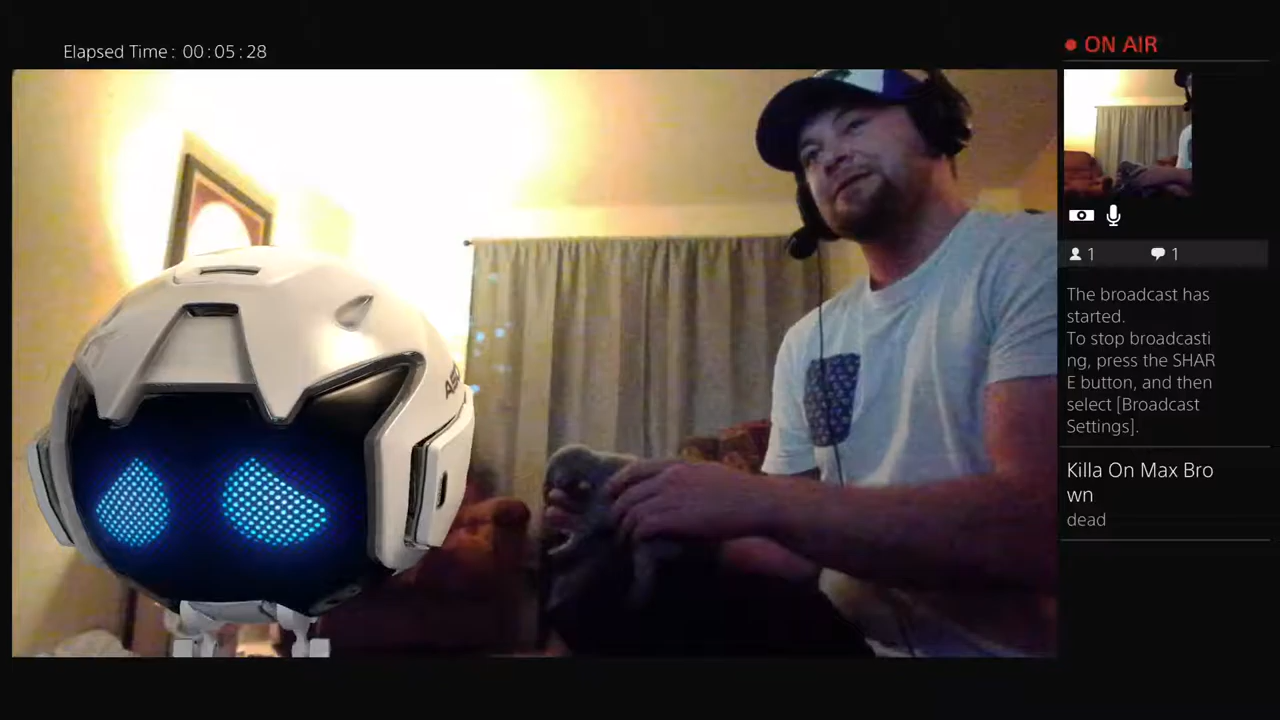 Elapsed Time: 00:05:28
ON AIR
1 1
The broadcast has
started.
To stop broadcasti
ng, press the SHAR
E button, and then
select [Broadcast
Settings].
Killa On Max Bro
wn
dead